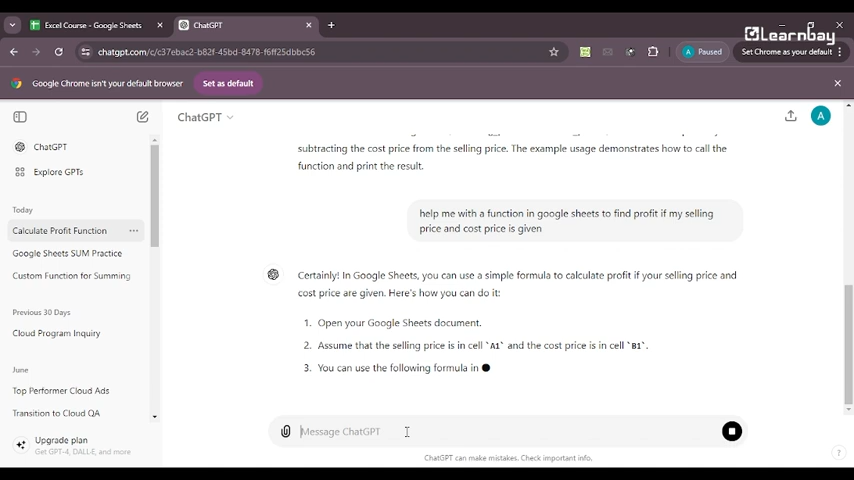 Excel Course - Google Sheets
ChatGPT
Learnbay
chatgpt.com/c/c37ebac2-b82f-45bd-8478-f6ff25dbbc56
A
Paused
Set Chrome as your default
Google Chrome isn't your default browser
Set as default
ChatGPT
A
ChatGPT
Explore GPTs
Today
Calculate Profit Function
Google Sheets SUM Practice
Custom Function for Summing
Previous 30 Days
Cloud Program Inquiry
June
Top Performer Cloud Ads
Transition to Cloud QA
Upgrade plan
Get GPT-4, DALL-E, and more
subtracting the cost price from the selling price. The example usage demonstrates how to call the
function and print the result.
help me with a function in google sheets to find profit if my selling
price and cost price is given
Certainly! In Google Sheets, you can use a simple formula to calculate profit if your selling price and
cost price are given. Here's how you can do it:
1. Open your Google Sheets document.
2. Assume that the selling price is in cell `A1` and the cost price is in cell `B1`.
3. You can use the following formula in
Message ChatGPT
ChatGPT can make mistakes. Check important info.
?